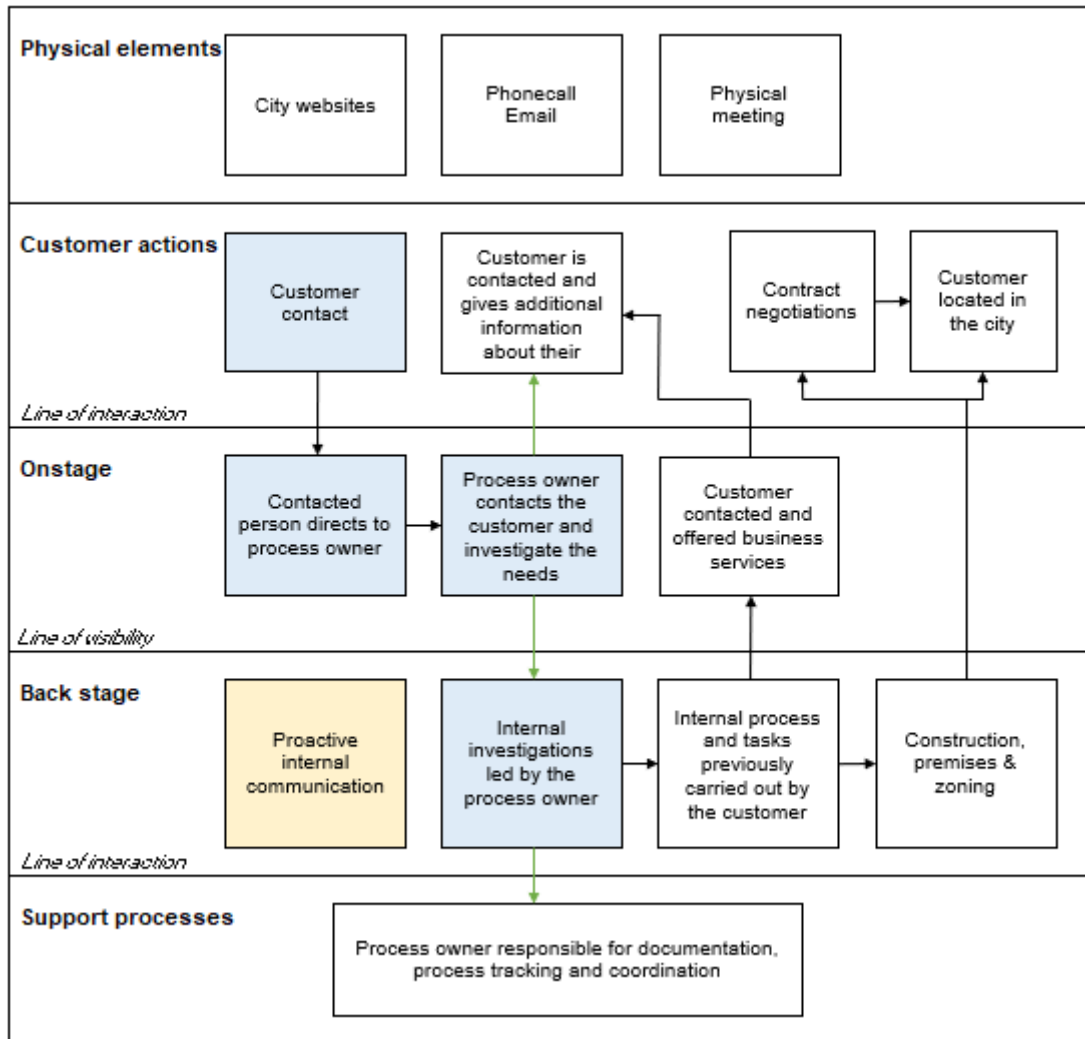 Physical elements
City websites
Phonecall
Email
Physical
meeting
Customer actions
Customer
contact
Customer is
contacted and
gives additional
information
about their
Contract
negotiations
Customer
located in
the city
Line of interaction
Onstage
Contacted
person directs to
process owner
Process owner
contacts the
customer and
investigate the
needs
Customer
contacted and
offered business
services
Line of visibility
Back stage
Proactive
internal
communication
Internal
investigations
led by the
process owner
Internal process
and tasks
previously
carried out by
the customer
Construction,
premises &
zoning
Line of interaction
Support processes
Process owner responsible for documentation,
process tracking and coordination